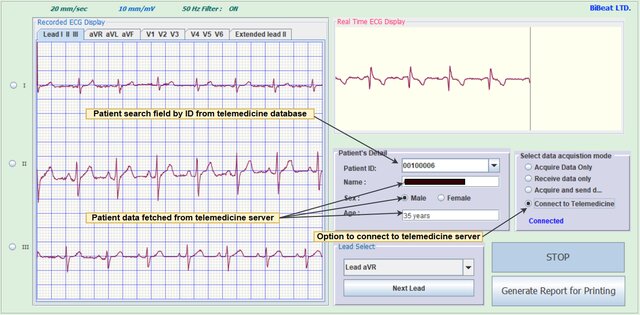 20 mm/sec 10 mm/mV 50 Hz Filter : ON BiBeat LTD.
Recorded ECG Display
Real Time ECG Display
Lead I II III aVR aVL aVF V1 V2 V3 V4 V5 V6 Extended lead II
I
Patient search field by ID from telemedicine database
Patient's Detail
Select data acquistion mode
II
Patient ID: 00100006
Acquire Data Only
Receive data only
Name :
Acquire and send d...
Sex : Male Female
Connect to Telemedicine
Patient data fetched from telemedicine server
Age : 35 years
Connected
Option to connect to telemedicine server
III
Lead Select
Lead aVR
STOP
Next Lead
Generate Report for Printing